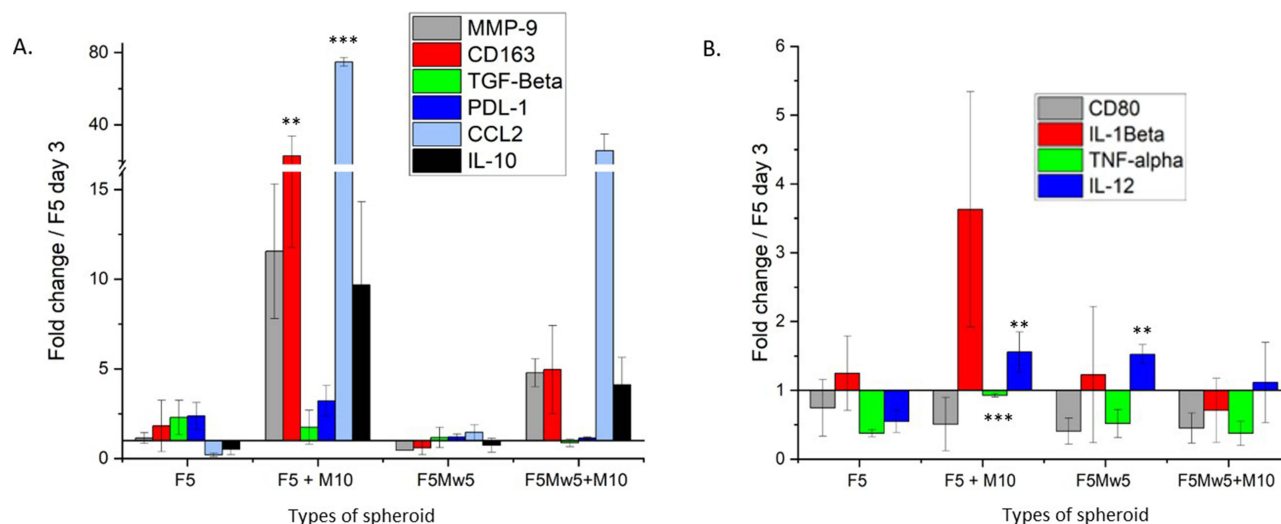 A.
Fold change / F5 day 3
80
40
15
10
5
0
***
**
MMP-9
CD163
TGF-Beta
PDL-1
CCL2
IL-10
F5
F5 + M10
F5Mw5
F5Mw5+M10
Types of spheroid
B.
Fold change / F5 day 3
6
5
4
3
2
1
0
CD80
IL-1Beta
TNF-alpha
IL-12
**
**
***
F5
F5 + M10
F5Mw5
F5Mw5+M10
Types of spheroid